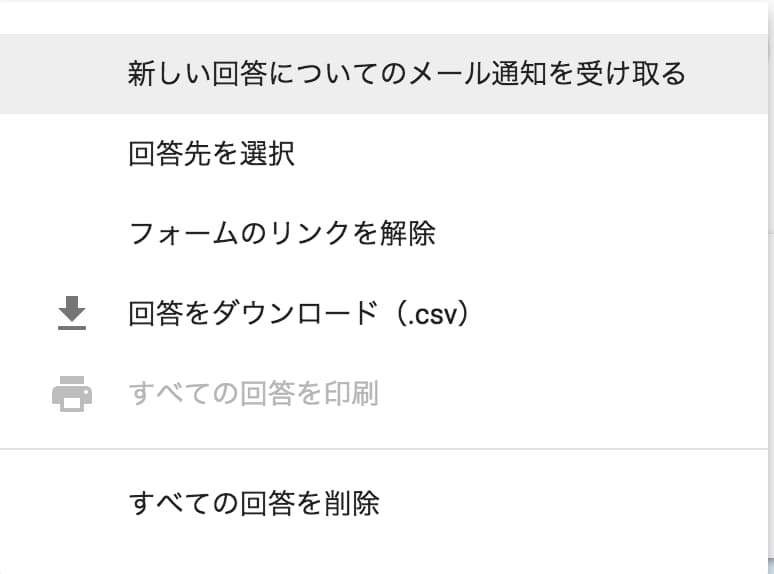 新しい回答についてのメール通知を受け取る
回答先を選択
フォームのリンクを解除
回答をダウンロード（.csv）
すべての回答を印刷
すべての回答を削除